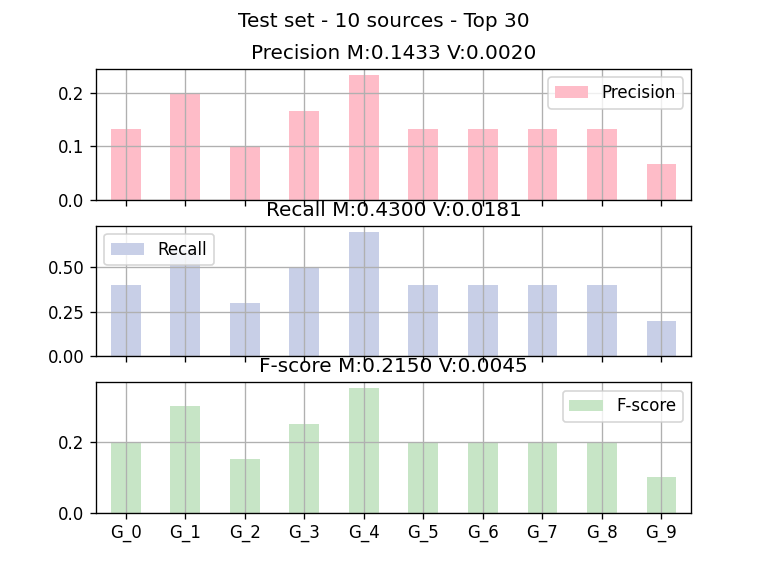 Test set - 10 sources - Top 30
Precision M:0.1433 V:0.0020
0.2
0.1
0.0
Precision
Recall M:0.4300 V:0.0181
0.50
0.25
0.00
Recall
F-score M:0.2150 V:0.0045
0.2
0.0
F-score
G_0 G_1 G_2 G_3 G_4 G_5 G_6 G_7 G_8 G_9